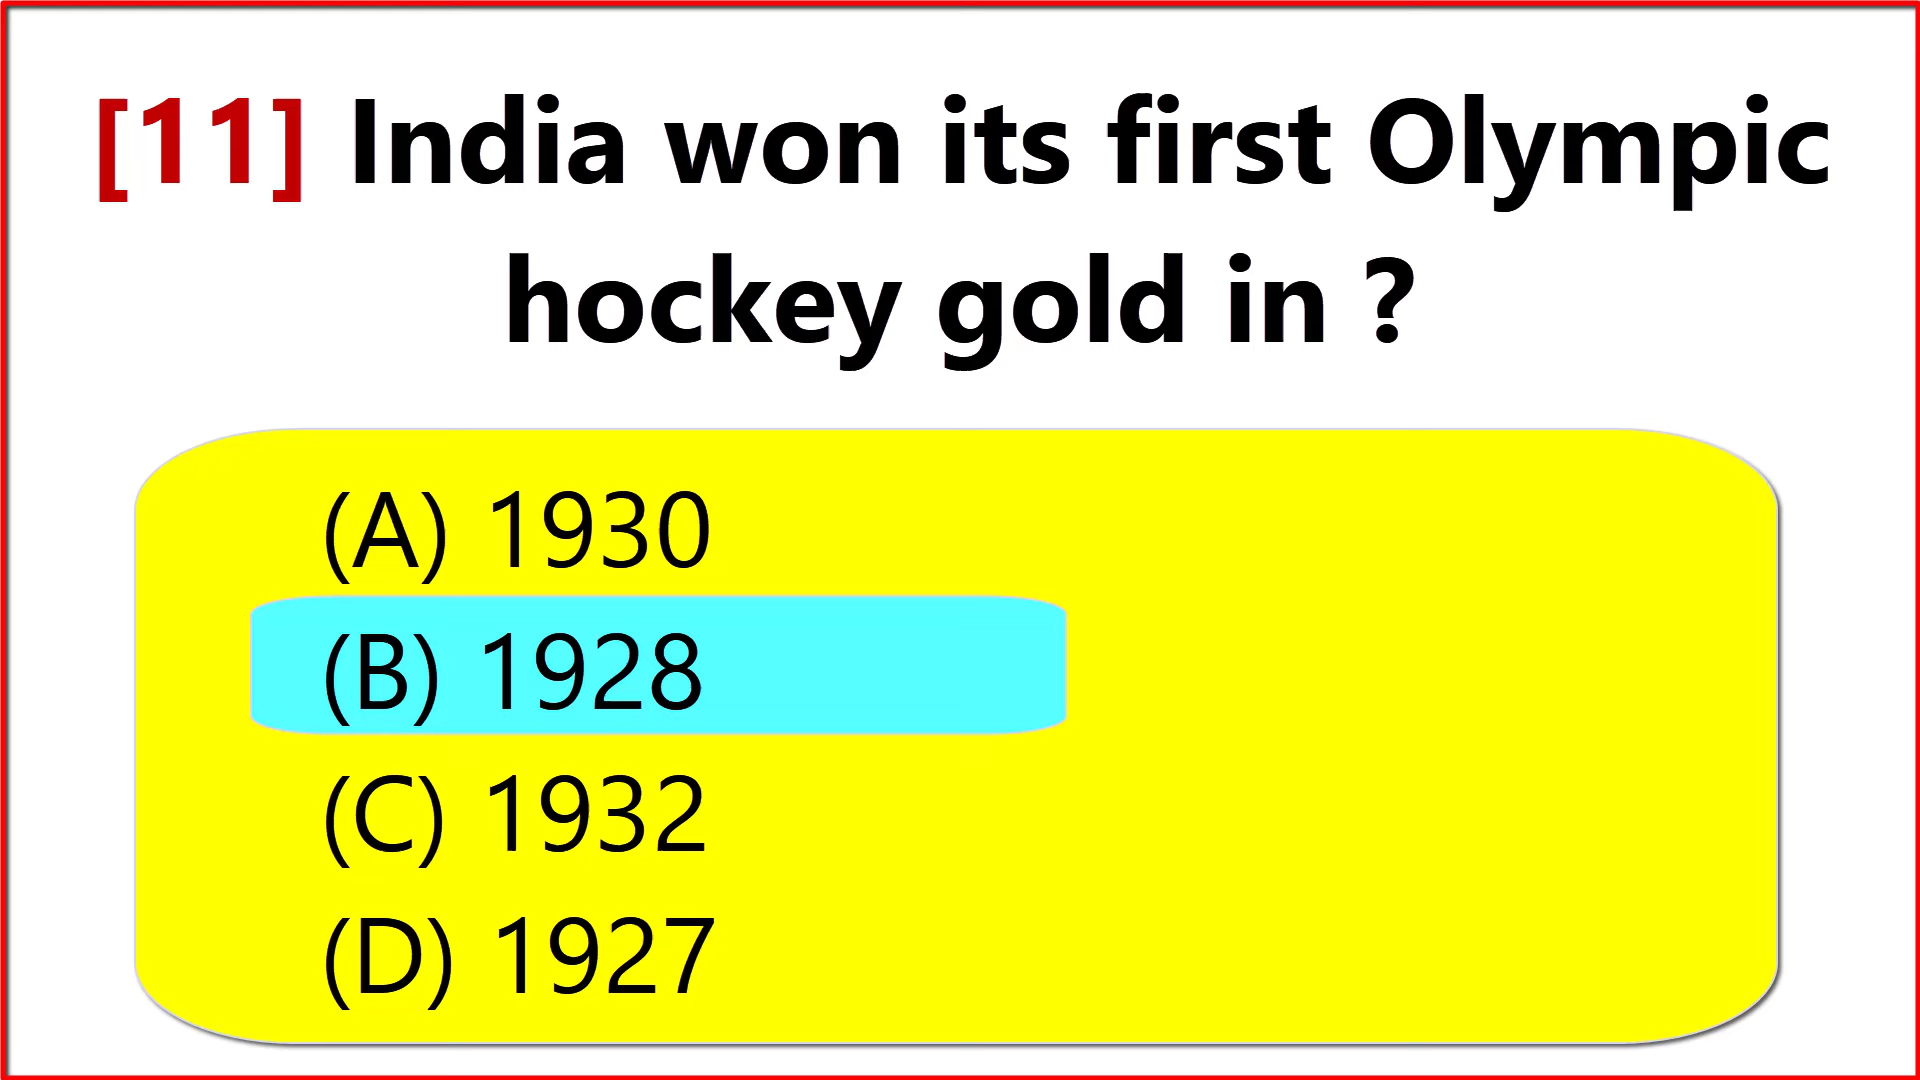 [11] India won its first Olympic
hockey gold in ?
(A) 1930
(B) 1928
(C) 1932
(D) 1927